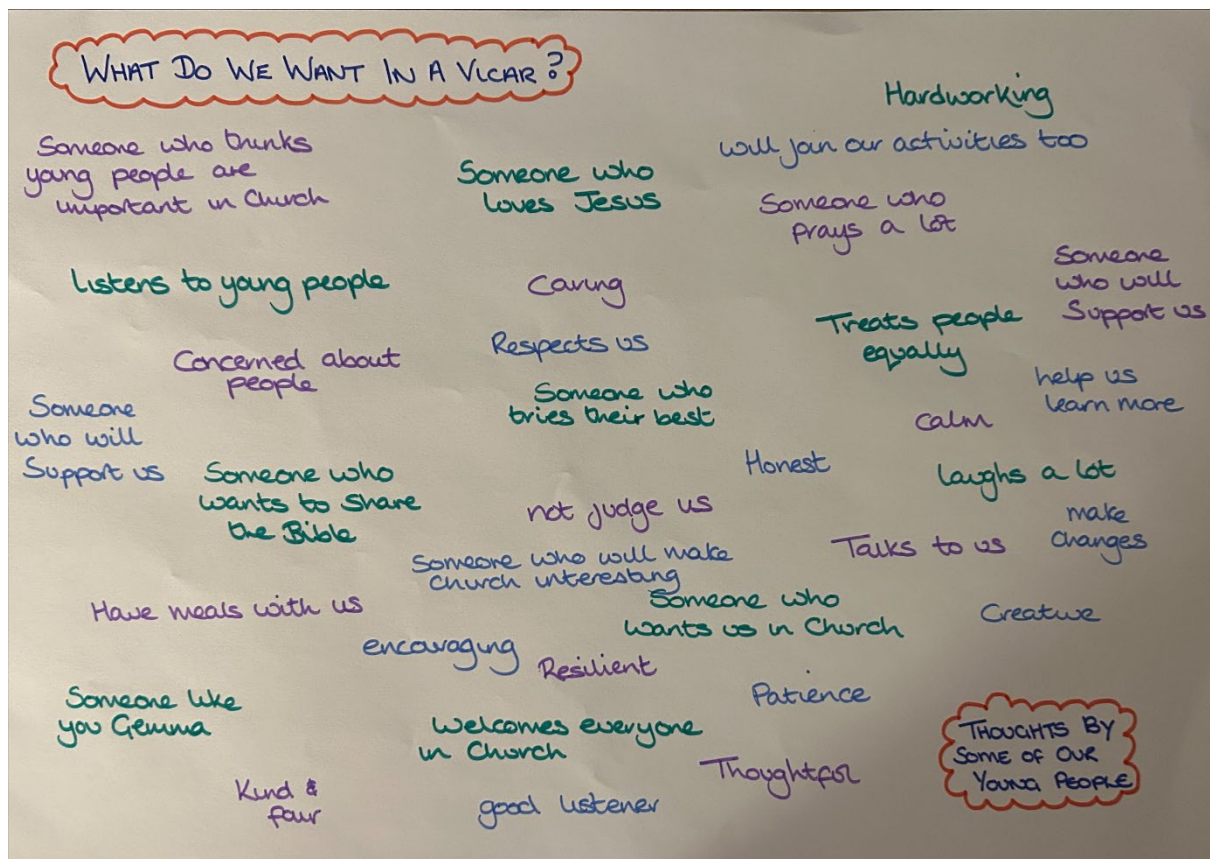 WHAT DO WE WANT IN A VICAR?
Hardworking
Someone who thinks
young people are
important in Church
Someone who
loves Jesus
will join our activities too
Someone who
prays a lot
Listens to young people
Caring
Someone
who will
Support us
Treats people
equally
Concerned about
people
Respects us
Someone who
tries their best
help us
learn more
Someone
who will
Support us
calm
Someone who
wants to share
the Bible
Honest
laughs a lot
not judge us
make
changes
Talks to us
Someone who will make
church interesting
Have meals with us
Someone who
wants us in Church
Creative
encouraging
Resilient
Patience
Someone like
you Gemma
Welcomes everyone
in Church
THOUGHTS BY
SOME OF OUR
YOUNG PEOPLE
Thoughtful
Kind &
fair
good listener